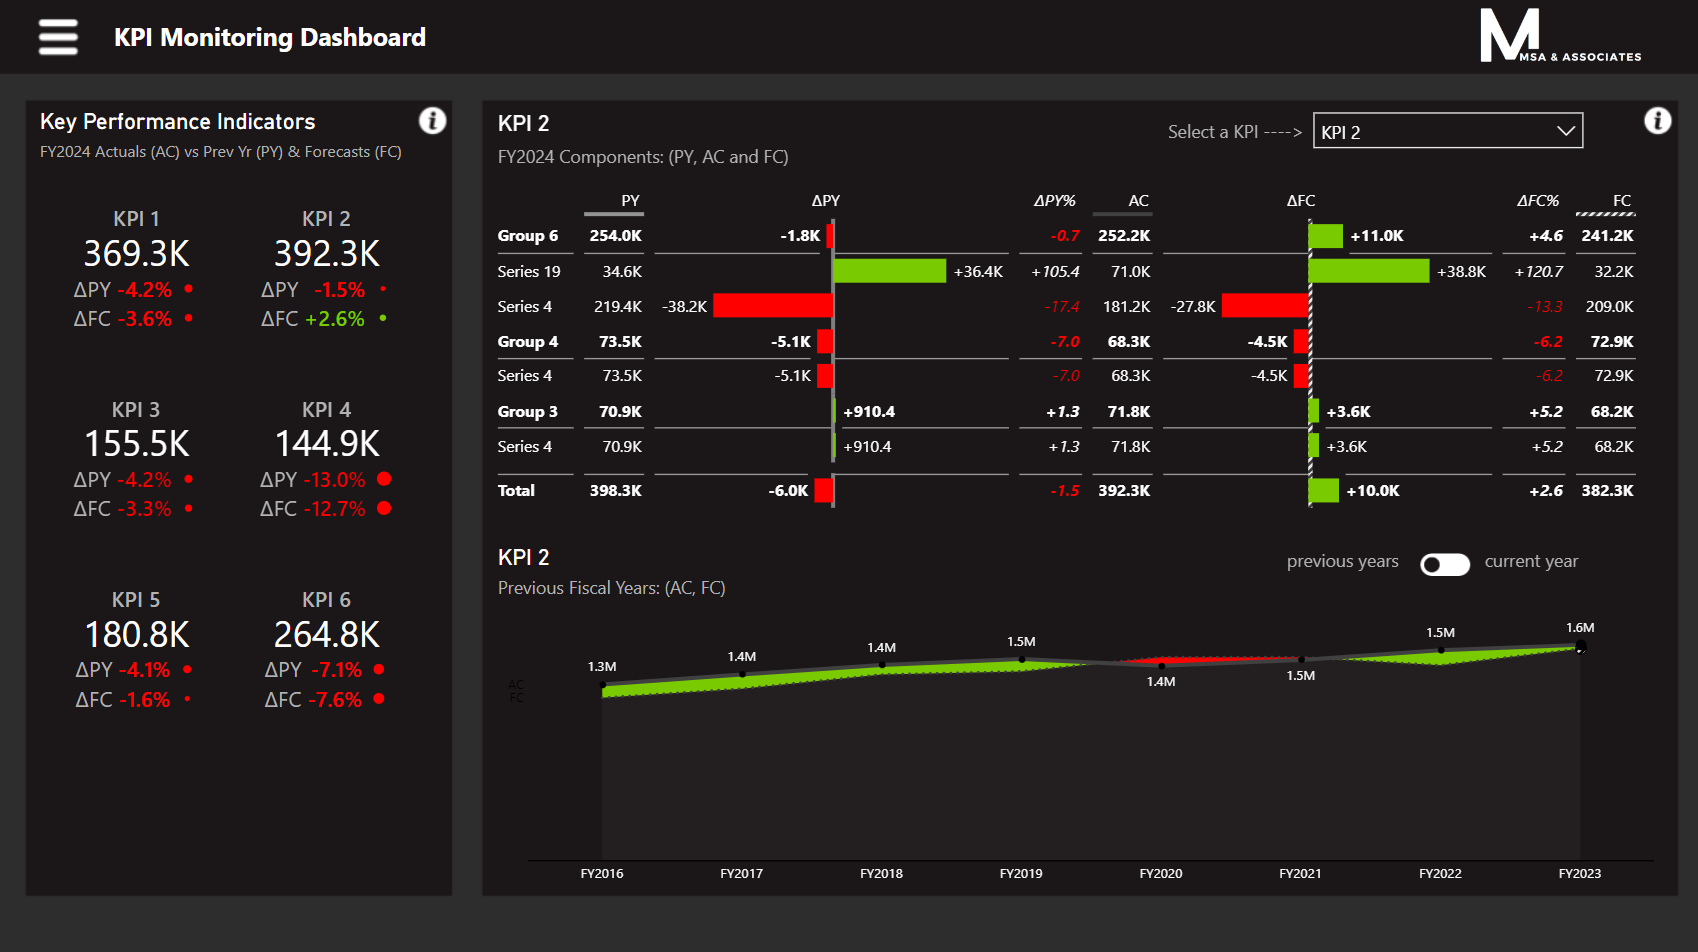 KPI Monitoring Dashboard
M
MSA & ASSOCIATES
Key Performance Indicators
FY2024 Actuals (AC) vs Prev Yr (PY) & Forecasts (FC)
KPI 1
369.3K
ΔPY -4.2%
ΔFC -3.6%
KPI 2
392.3K
ΔPY -1.5%
ΔFC +2.6%
KPI 3
155.5K
ΔPY -4.2%
ΔFC -3.3%
KPI 4
144.9K
ΔPY -13.0%
ΔFC -12.7%
KPI 5
180.8K
ΔPY -4.1%
ΔFC -1.6%
KPI 6
264.8K
ΔPY -7.1%
ΔFC -7.6%
KPI 2
FY2024 Components: (PY, AC and FC)
Select a KPI ----> KPI 2
PY ΔPY ΔPY% AC ΔFC ΔFC% FC
Group 6 254.0K -1.8K -0.7 252.2K +11.0K +4.6 241.2K
Series 19 34.6K +36.4K +105.4 71.0K +38.8K +120.7 32.2K
Series 4 219.4K -38.2K -17.4 181.2K -27.8K -13.3 209.0K
Group 4 73.5K -5.1K -7.0 68.3K -4.5K -6.2 72.9K
Series 4 73.5K -5.1K -7.0 68.3K -4.5K -6.2 72.9K
Group 3 70.9K +910.4 +1.3 71.8K +3.6K +5.2 68.2K
Series 4 70.9K +910.4 +1.3 71.8K +3.6K +5.2 68.2K
Total 398.3K -6.0K -1.5 392.3K +10.0K +2.6 382.3K
KPI 2
Previous Fiscal Years: (AC, FC)
previous years current year
1.3M 1.4M 1.4M 1.5M 1.4M 1.5M 1.5M 1.6M
AC
FC
FY2016 FY2017 FY2018 FY2019 FY2020 FY2021 FY2022 FY2023